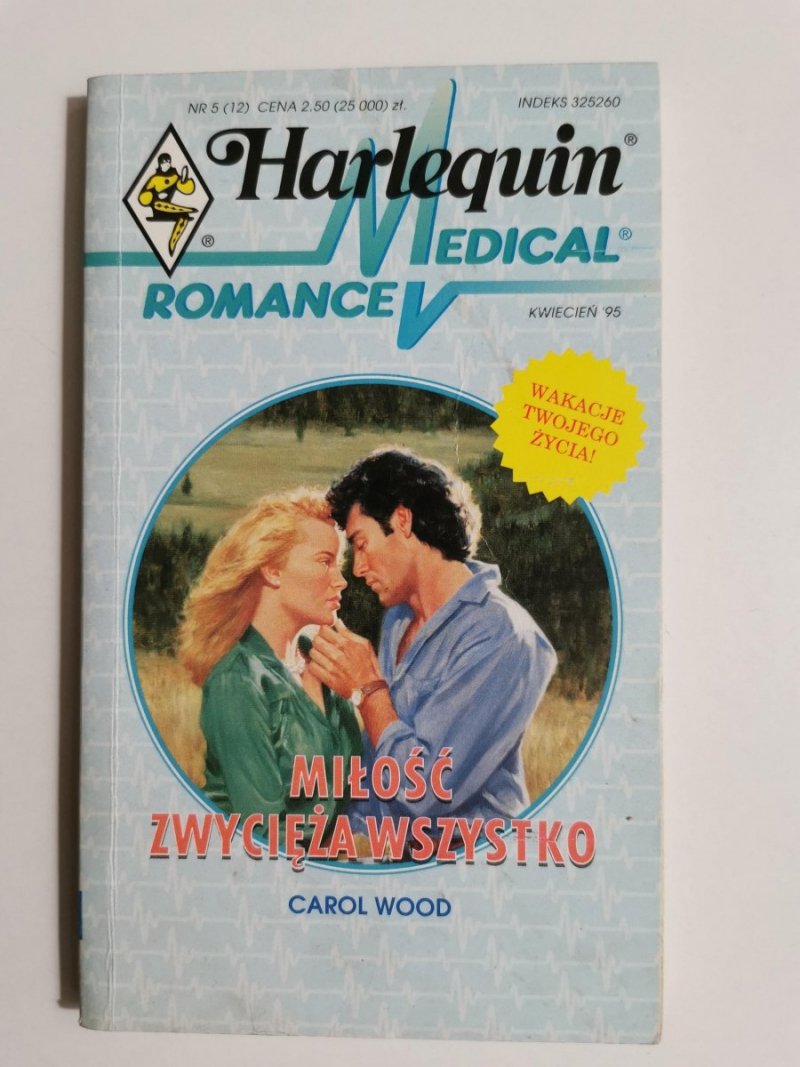 NR 5 (12) CENA 2.50 (25 000) zł.
INDEKS 325260
Harlequin®
®
MEDICAL®
ROMANCE
KWIECIEŃ '95
WAKACJE
TWOJEGO
ŻYCIA!
MIŁOŚĆ
ZWYCIĘŻA WSZYSTKO
CAROL WOOD